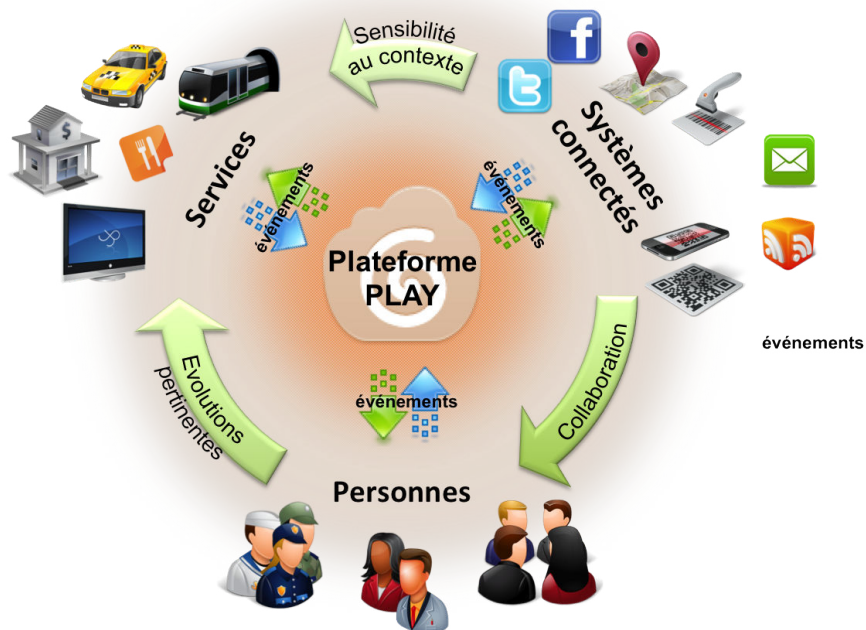 Sensibilité
au contexte
Services
Systèmes
connectés
événements
événements
Plateforme
PLAY
événements
événements
Evolutions
pertinentes
Collaboration
Personnes